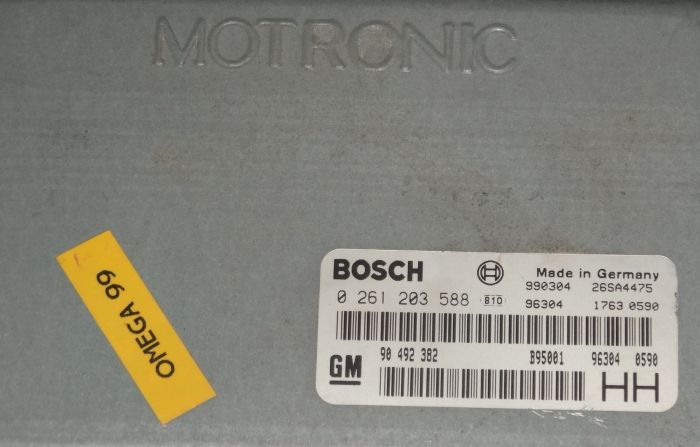 MOTRONIC
OMEGA 99
BOSCH Made in Germany
990304 26SA4475
0 261 203 588 B10 96304 1763 0590
GM 90 492 382 B95001 96304 0590
HH